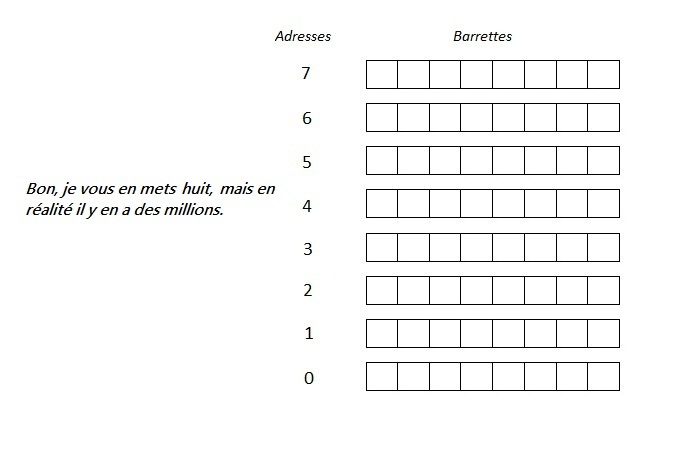 Adresses Barrettes
7
6
5
Bon, je vous en mets huit, mais en
réalité il y en a des millions.
4
3
2
1
0